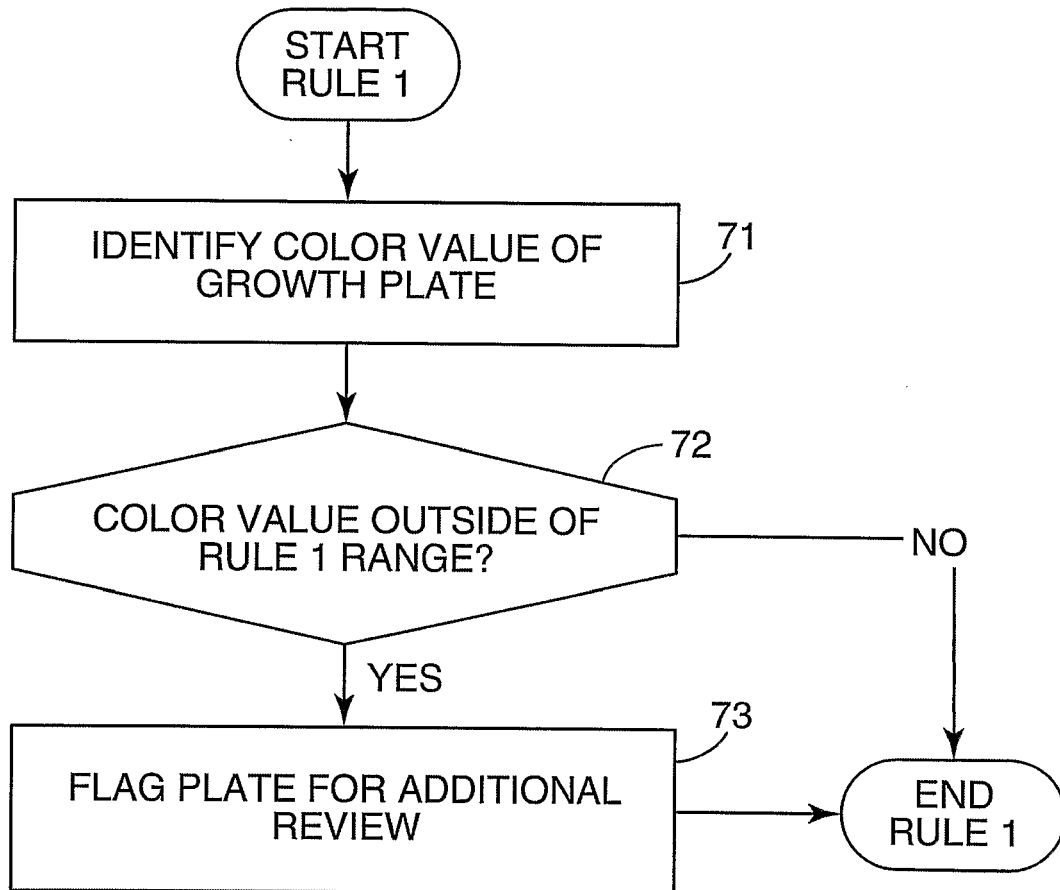 START
RULE 1
IDENTIFY COLOR VALUE OF
GROWTH PLATE
71
72
COLOR VALUE OUTSIDE OF
RULE 1 RANGE?
NO
YES
73
FLAG PLATE FOR ADDITIONAL
REVIEW
END
RULE 1